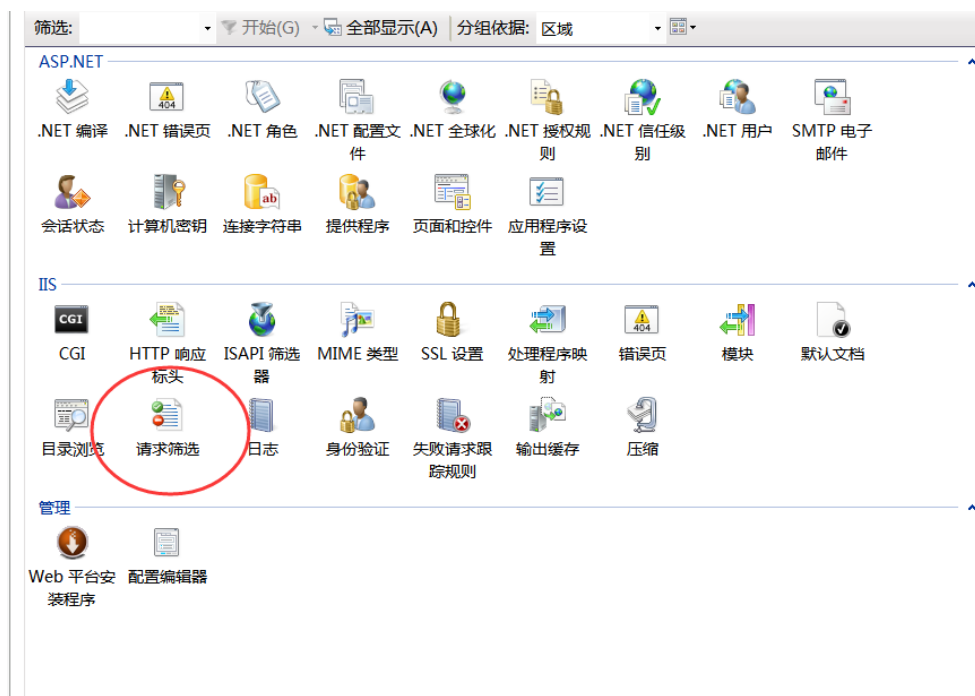 筛选: 开始(G) 全部显示(A) 分组依据: 区域
ASP.NET
.NET 编译 .NET 错误页 .NET 角色 .NET 配置文 .NET 全球化 .NET 授权规 .NET 信任级 .NET 用户 SMTP 电子
404
件 则 别 邮件
ab
会话状态 计算机密钥 连接字符串 提供程序 页面和控件 应用程序设
置
IIS
CGI 404
CGI HTTP 响应 ISAPI 筛选 MIME 类型 SSL 设置 处理程序映 错误页 模块 默认文档
标头 器 射
目录浏览 请求筛选 日志 身份验证 失败请求跟 输出缓存 压缩
踪规则
管理
Web 平台安 配置编辑器
装程序